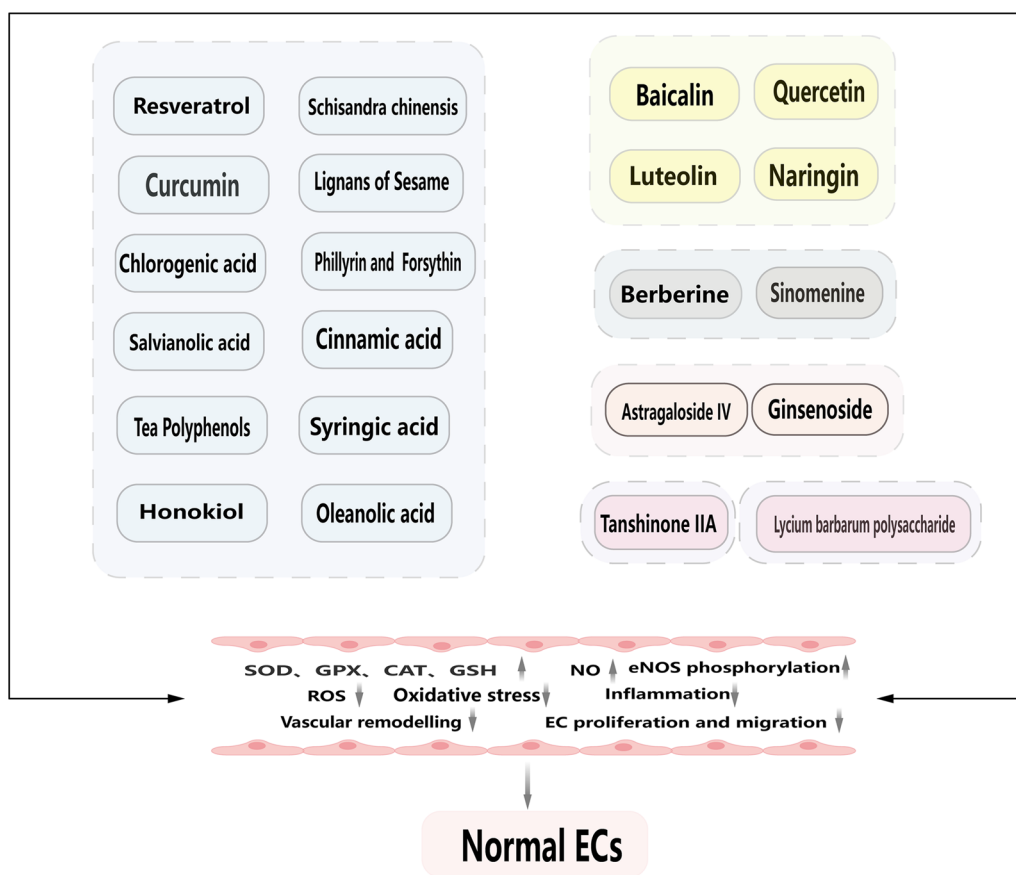 Resveratrol
Schisandra chinensis
Curcumin
Lignans of Sesame
Chlorogenic acid
Phillyrin and Forsythin
Salvianolic acid
Cinnamic acid
Tea Polyphenols
Syringic acid
Honokiol
Oleanolic acid
Baicalin
Quercetin
Luteolin
Naringin
Berberine
Sinomenine
Astragaloside IV
Ginsenoside
Tanshinone IIA
Lycium barbarum polysaccharide
SOD、GPX、CAT、GSH
NO
eNOS phosphorylation
ROS
Oxidative stress
Inflammation
Vascular remodelling
EC proliferation and migration
Normal ECs